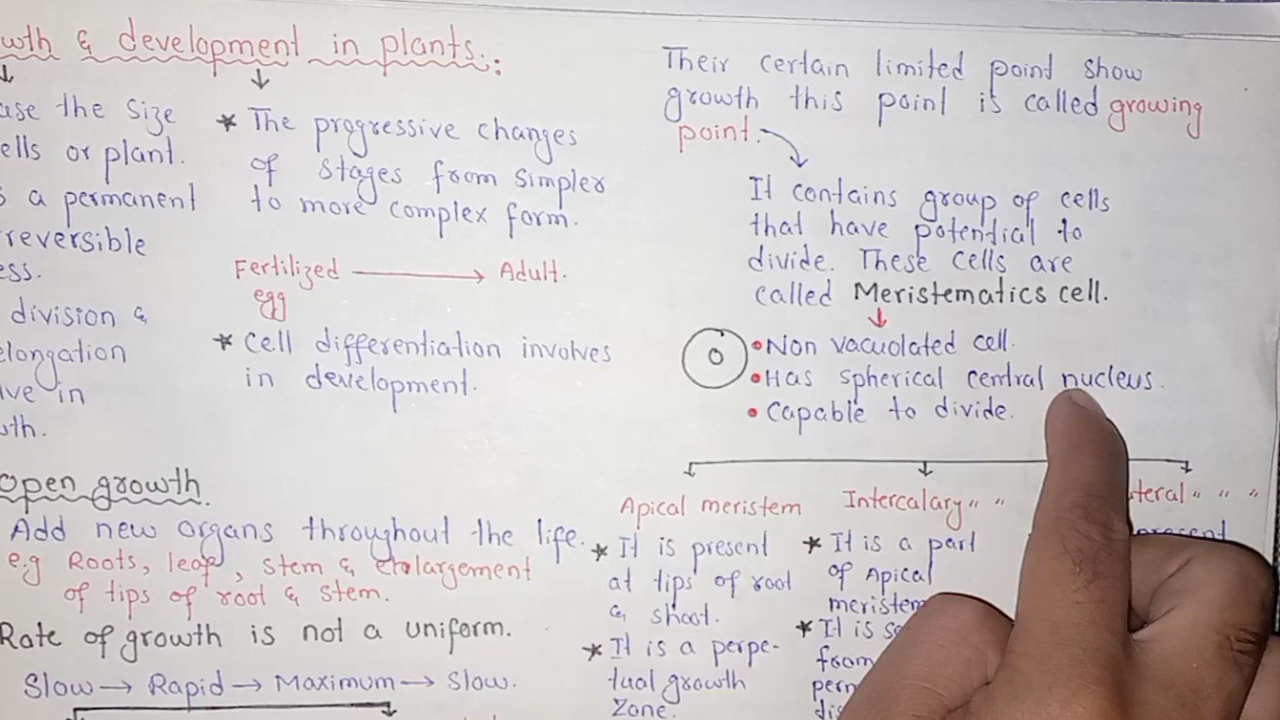 wth & development in plants:
ase the size
ells or plant.
s a permanent
reversible
ess.
division &
elongation
lve in
wth.
* The progressive changes
of stages from simpler
to more complex form.
Fertilized → Adult.
egg
* Cell differentiation involves
in development.
Open growth.
Add new organs throughout the life.
e.g Roots, leaf, stem & enlargement
of tips of root & stem.
Rate of growth is not a uniform.
Slow → Rapid → Maximum → Slow.
Their certain limited point show
growth this point is called growing
point.
It contains group of cells
that have potential to
divide. These cells are
called Meristematics cell.
• Non vacuolated cell.
• Has spherical central nucleus.
• Capable to divide.
Apical meristem
* It is present
at tips of root
& shoot.
* It is a perpe-
tual growth
Zone.
Intercalary " "
* It is a part
of Apical
meristem
* It is
from
teral " " "
present